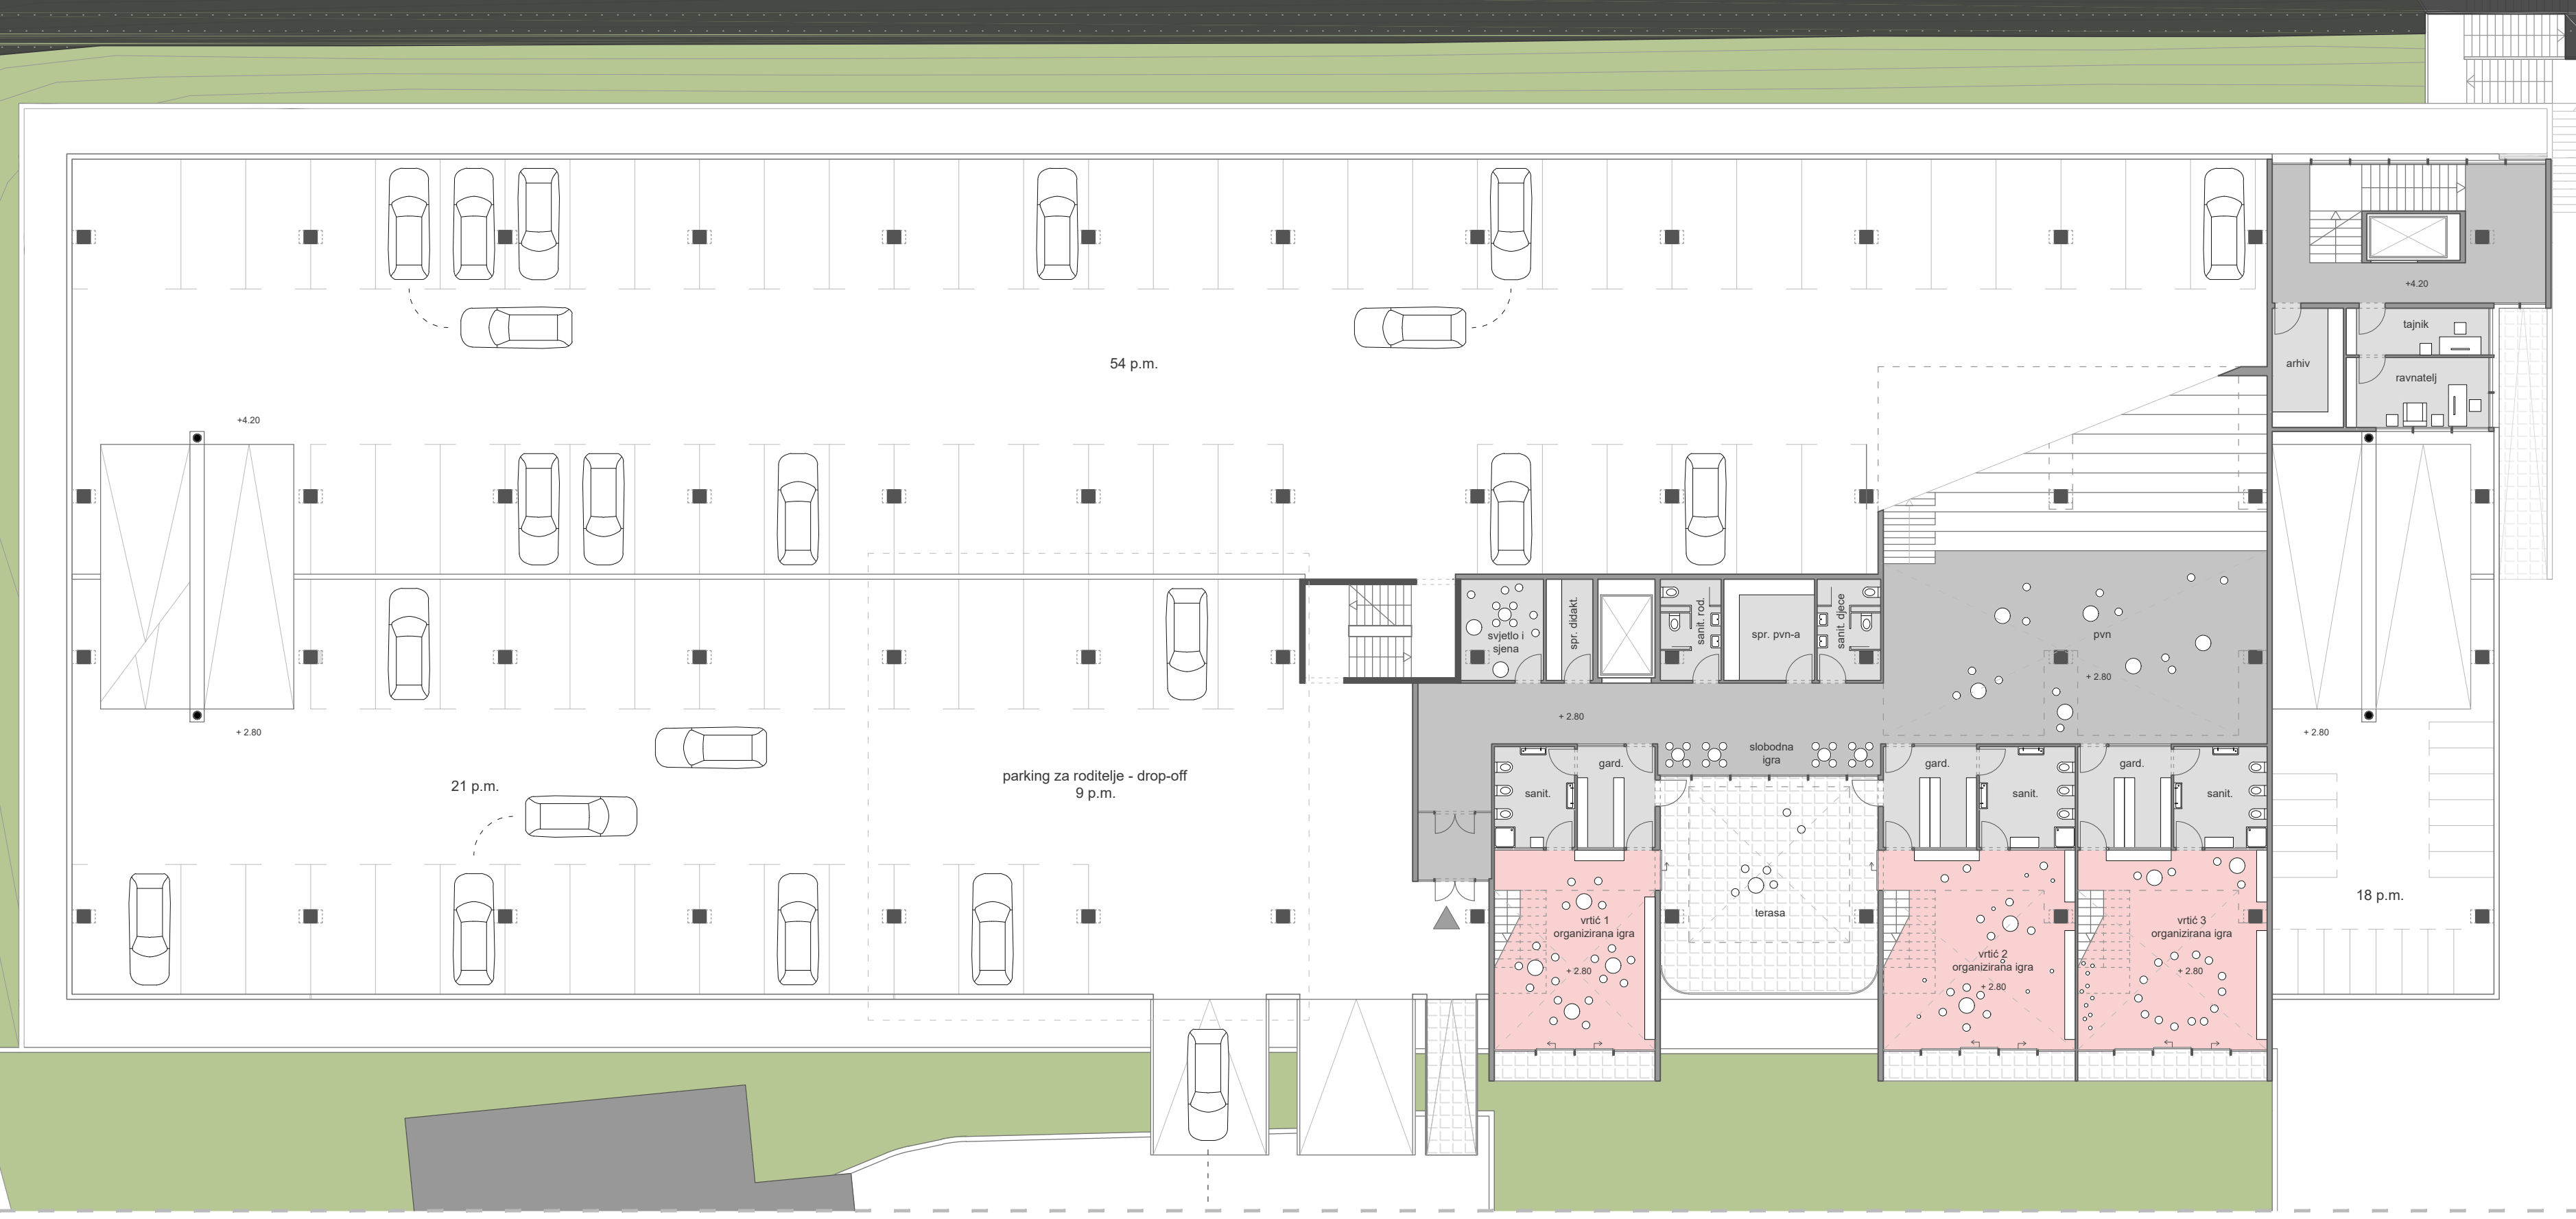 +4.20
tajnik
arhiv
ravnatelj
54 p.m.
+4.20
svjetlo i
sjena
spr. didakt.
sanit. rod.
spr. pvn-a
sanit. djece
pvn
+ 2.80
+ 2.80
+ 2.80
+ 2.80
slobodna
igra
gard.
gard.
gard.
sanit.
sanit.
sanit.
21 p.m.
parking za roditelje - drop-off
9 p.m.
18 p.m.
terasa
vrtić 1
organizirana igra
+ 2.80
vrtić 2
organizirana igra
+ 2.80
vrtić 3
organizirana igra
+ 2.80